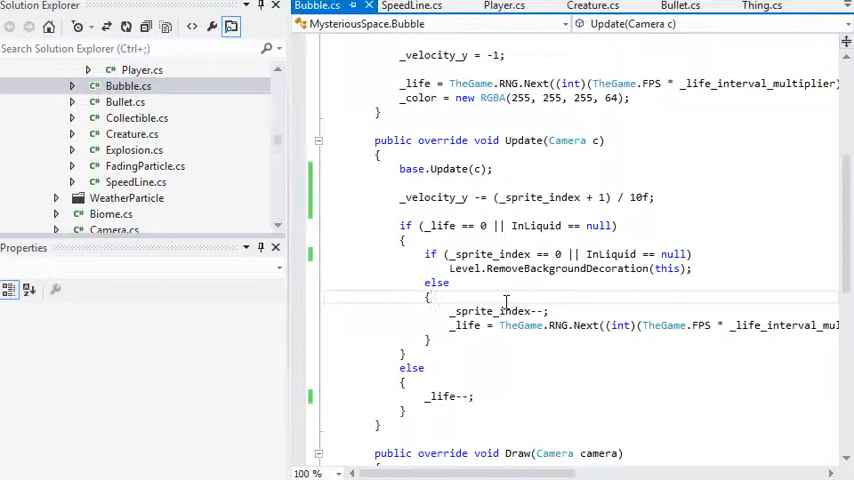 Solution Explorer
Search Solution Explorer (Ctrl+;)
Player.cs
Bubble.cs
Bullet.cs
Collectible.cs
Creature.cs
Explosion.cs
FadingParticle.cs
SpeedLine.cs
WeatherParticle
Biome.cs
Camera.cs
Properties
Bubble.cs SpeedLine.cs Player.cs Creature.cs Bullet.cs Thing.cs
MysteriousSpace.Bubble Update(Camera c)
_velocity_y = -1;
_life = TheGame.RNG.Next((int)(TheGame.FPS * _life_interval_multiplier)
_color = new RGBA(255, 255, 255, 64);
}
public override void Update(Camera c)
{
base.Update(c);
_velocity_y -= (_sprite_index + 1) / 10f;
if (_life == 0 || InLiquid == null)
{
if (_sprite_index == 0 || InLiquid == null)
Level.RemoveBackgroundDecoration(this);
else
{
_sprite_index--;
_life = TheGame.RNG.Next((int)(TheGame.FPS * _life_interval_mul
}
}
else
{
_life--;
}
}
public override void Draw(Camera camera)
100 %